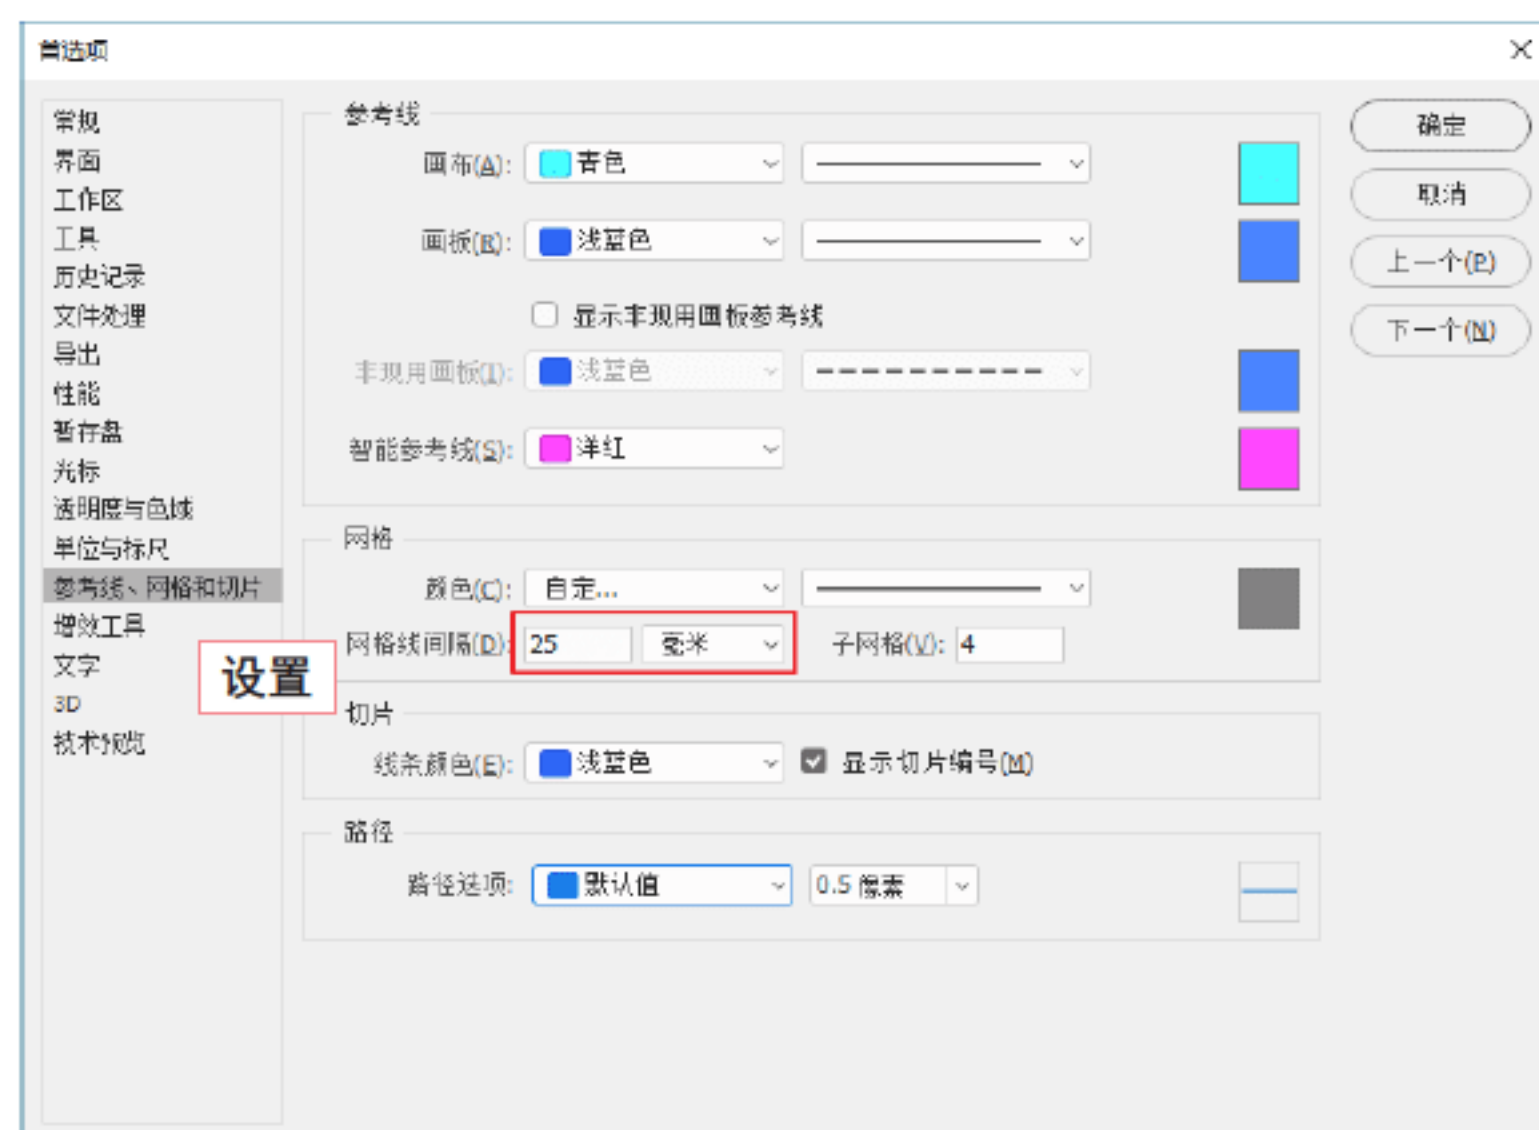 首选项
常规
界面
工作区
工具
历史记录
文件处理
导出
性能
暂存盘
光标
透明度与色域
单位与标尺
参考线、网格和切片
增效工具
文字
3D
技术预览
设置
参考线
画布(A): 青色
画板(R): 浅蓝色
显示非现用画板参考线
非现用画板(I): 浅蓝色
智能参考线(S): 洋红
网格
颜色(C): 自定...
网格线间隔(D): 25 毫米 子网格(V): 4
切片
线条颜色(E): 浅蓝色 显示切片编号(M)
路径
路径选项: 默认值 0.5 像素
确定
取消
上一个(P)
下一个(N)